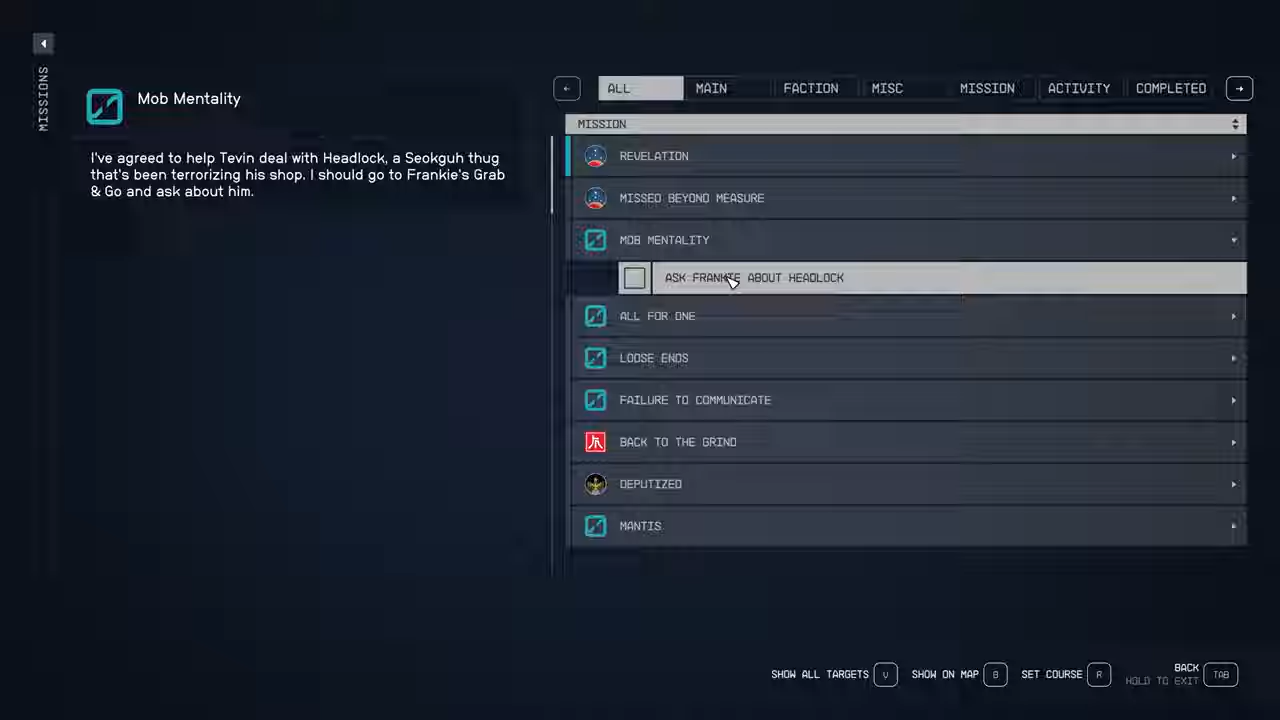 MISSIONS
Mob Mentality
I've agreed to help Tevin deal with Headlock, a Seokguh thug
that's been terrorizing his shop. I should go to Frankie's Grab
& Go and ask about him.
ALL MAIN FACTION MISC MISSION ACTIVITY COMPLETED
MISSION
REVELATION
MISSED BEYOND MEASURE
MOB MENTALITY
ASK FRANKIE ABOUT HEADLOCK
ALL FOR ONE
LOOSE ENDS
FAILURE TO COMMUNICATE
BACK TO THE GRIND
DEPUTIZED
MANTIS
SHOW ALL TARGETS V SHOW ON MAP B SET COURSE R BACK TAB
HOLD TO EXIT